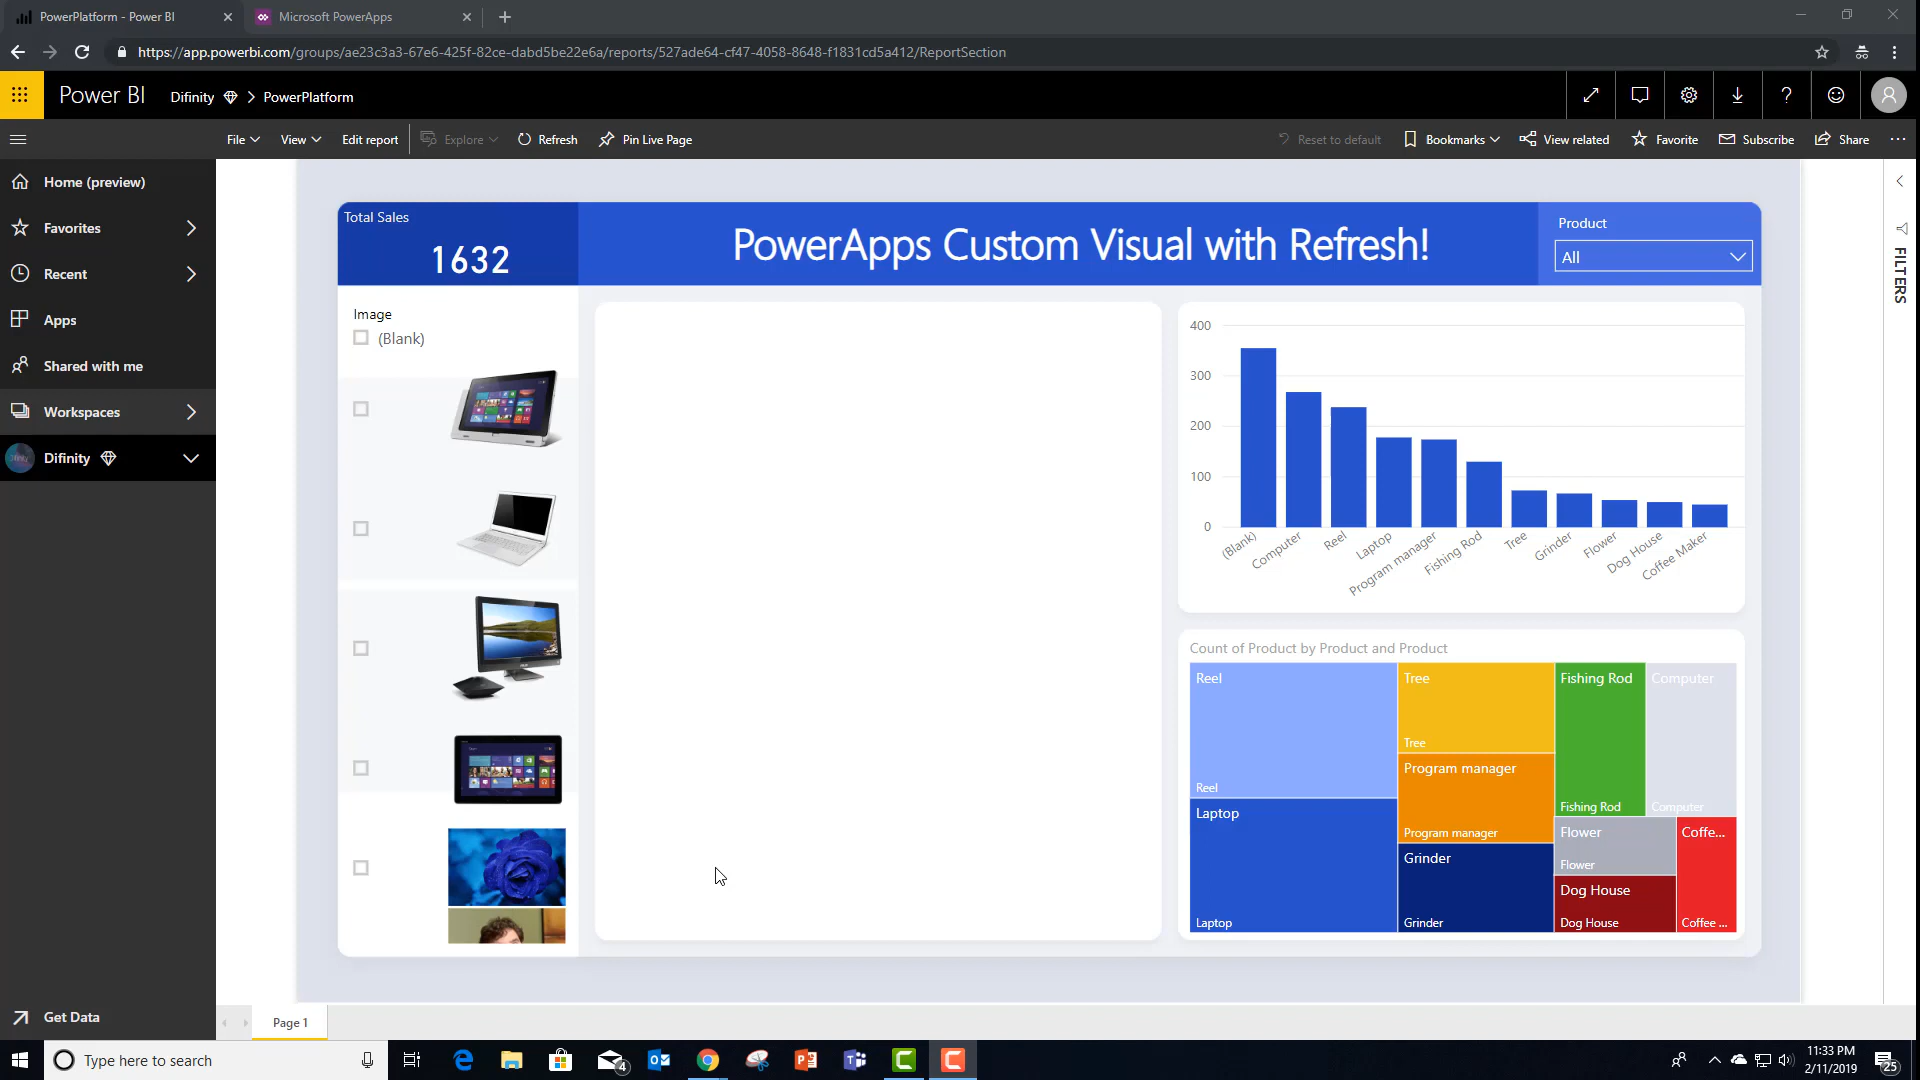 PowerPlatform - Power BI
Microsoft PowerApps
https://app.powerbi.com/groups/ae23c3a3-67e6-425f-82ce-dabd5be22e6a/reports/527ade64-cf47-4058-8648-f1831cd5a412/ReportSection
Power BI Difinity > PowerPlatform
File View Edit report Explore Refresh Pin Live Page Reset to default Bookmarks View related Favorite Subscribe Share
Home (preview)
Favorites
Recent
Apps
Shared with me
Workspaces
Difinity
Get Data
Total Sales
1632
PowerApps Custom Visual with Refresh!
Product
All
FILTERS
Image
(Blank)
400
300
200
100
0
(Blank)
Computer
Reel
Laptop
Program manager
Fishing Rod
Tree
Grinder
Flower
Dog House
Coffee Maker
Count of Product by Product and Product
Reel
Reel
Laptop
Laptop
Tree
Tree
Program manager
Program manager
Grinder
Grinder
Fishing Rod
Fishing Rod
Computer
Computer
Flower
Flower
Dog House
Dog House
Coffe...
Coffee ...
Page 1
Type here to search
4
11:33 PM
2/11/2019
25